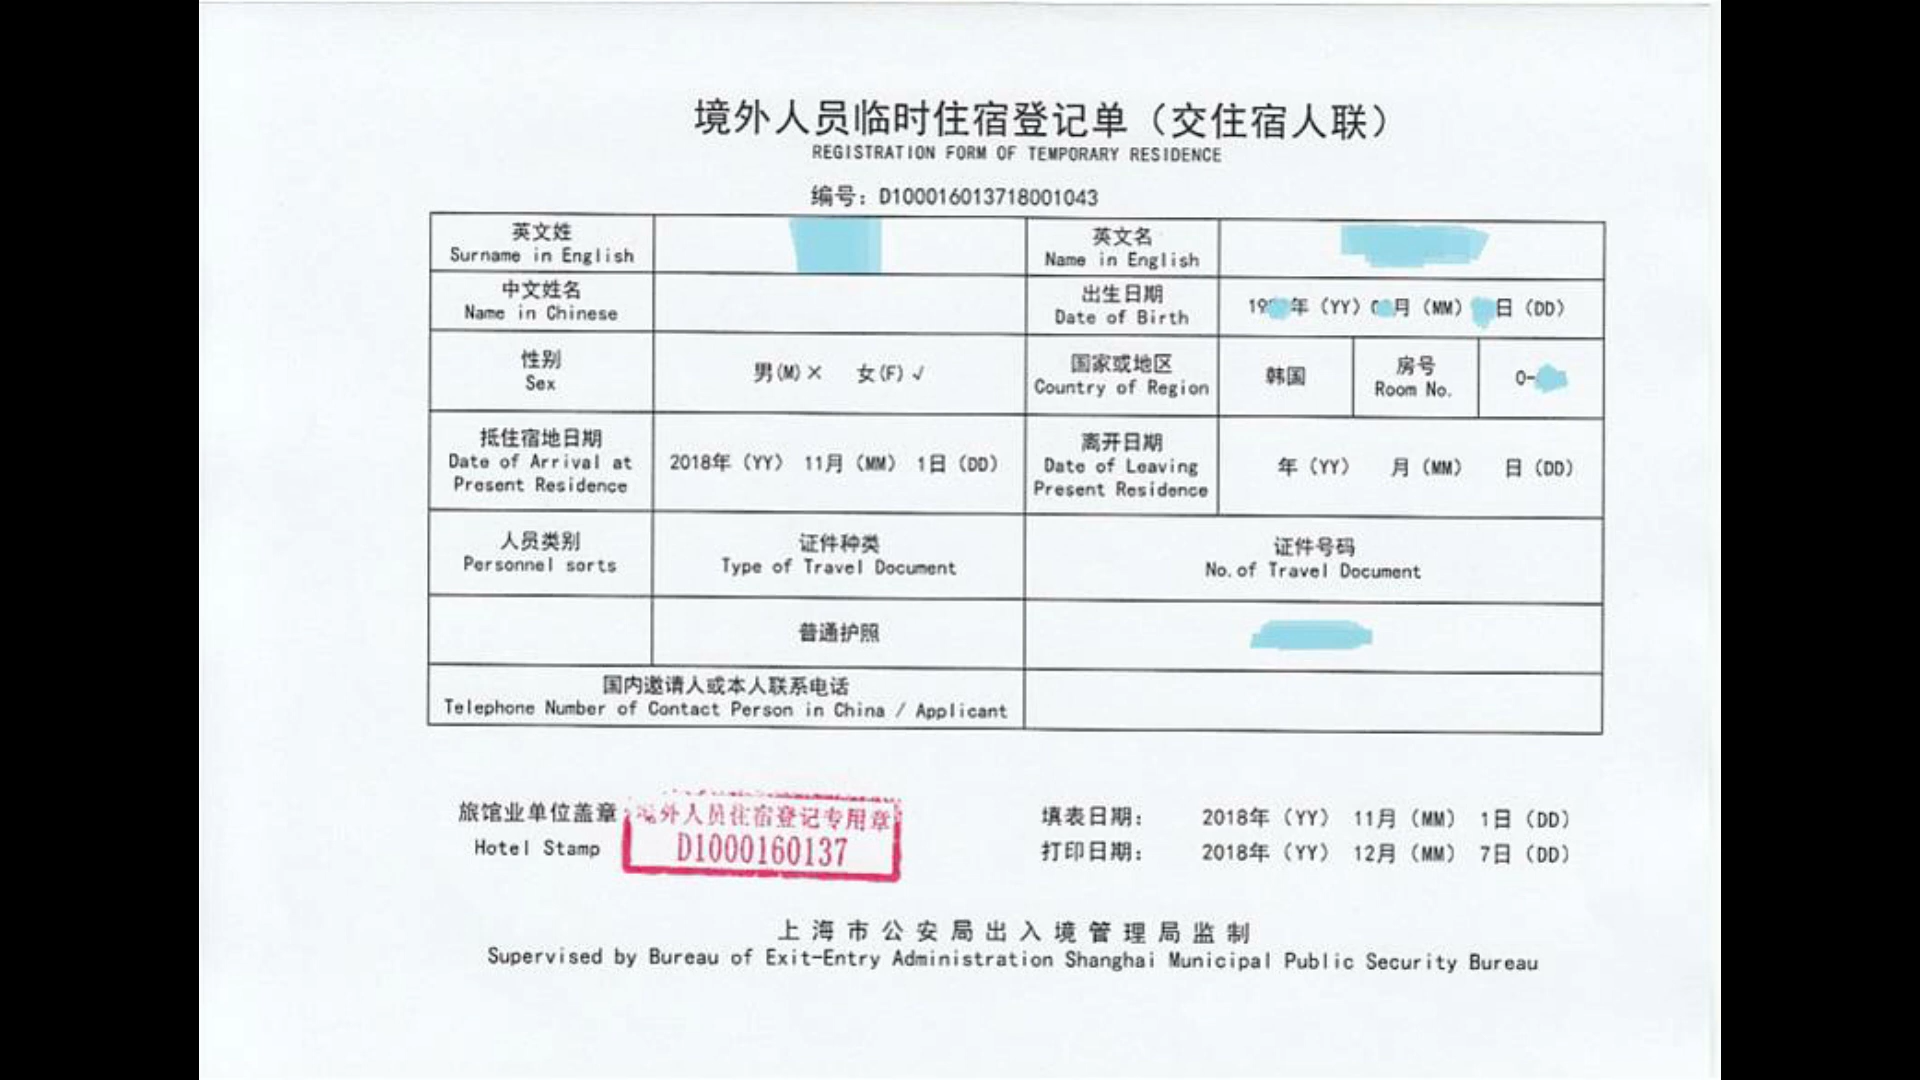 境外人员临时住宿登记单（交住宿人联）
REGISTRATION FORM OF TEMPORARY RESIDENCE
编号：D100016013718001043
英文姓
Surname in English
英文名
Name in English
中文姓名
Name in Chinese
出生日期
Date of Birth
19 年（YY） 月（MM） 日（DD）
性别
Sex
男(M)× 女(F)√
国家或地区
Country of Region
韩国
房号
Room No.
0-
抵住宿地日期
Date of Arrival at
Present Residence
2018年（YY） 11月（MM） 1日（DD）
离开日期
Date of Leaving
Present Residence
年（YY） 月（MM） 日（DD）
人员类别
Personnel sorts
证件种类
Type of Travel Document
证件号码
No. of Travel Document
普通护照
国内邀请人或本人联系电话
Telephone Number of Contact Person in China / Applicant
旅馆业单位盖章
Hotel Stamp
境外人员住宿登记专用章
D1000160137
填表日期： 2018年（YY） 11月（MM） 1日（DD）
打印日期： 2018年（YY） 12月（MM） 7日（DD）
上海市公安局出入境管理局监制
Supervised by Bureau of Exit-Entry Administration Shanghai Municipal Public Security Bureau